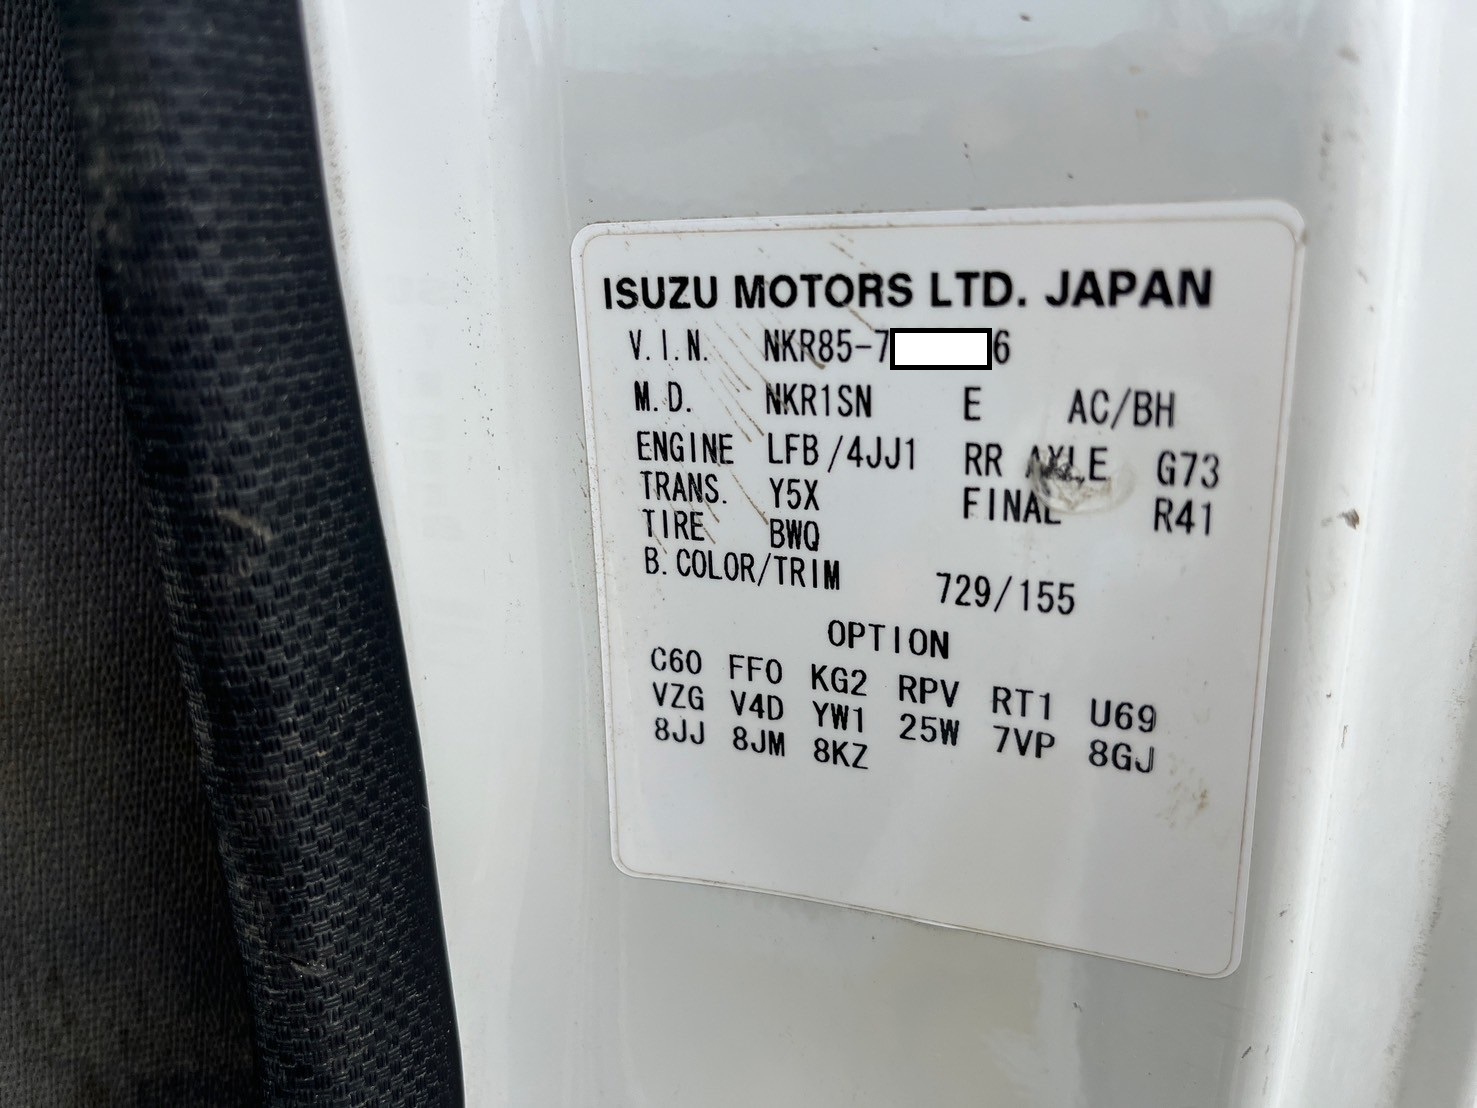 ISUZU MOTORS LTD. JAPAN
V.I.N. NKR85-7 6
M.D. NKR1SN E AC/BH
ENGINE LFB/4JJ1 RR AXLE G73
TRANS. Y5X FINAL R41
TIRE BWQ
B.COLOR/TRIM 729/155
OPTION
C60 FF0 KG2 RPV RT1 U69
VZG V4D YW1 25W 7VP 8GJ
8JJ 8JM 8KZ